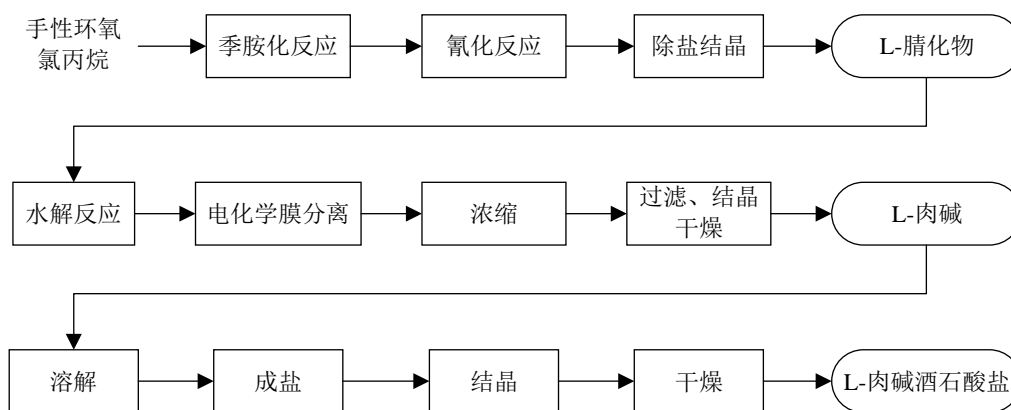 手性环氧
氯丙烷
季胺化反应
氰化反应
除盐结晶
L-腈化物
水解反应
电化学膜分离
浓缩
过滤、结晶
干燥
L-肉碱
溶解
成盐
结晶
干燥
L-肉碱酒石酸盐